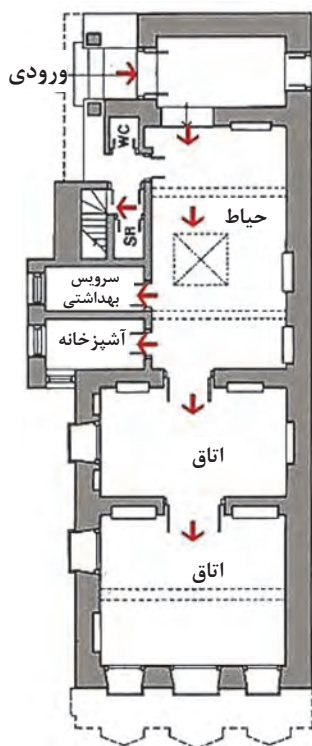 ورودی
WC
حیاط
SR
سرویس
بهداشتی
آشپزخانه
اتاق
اتاق